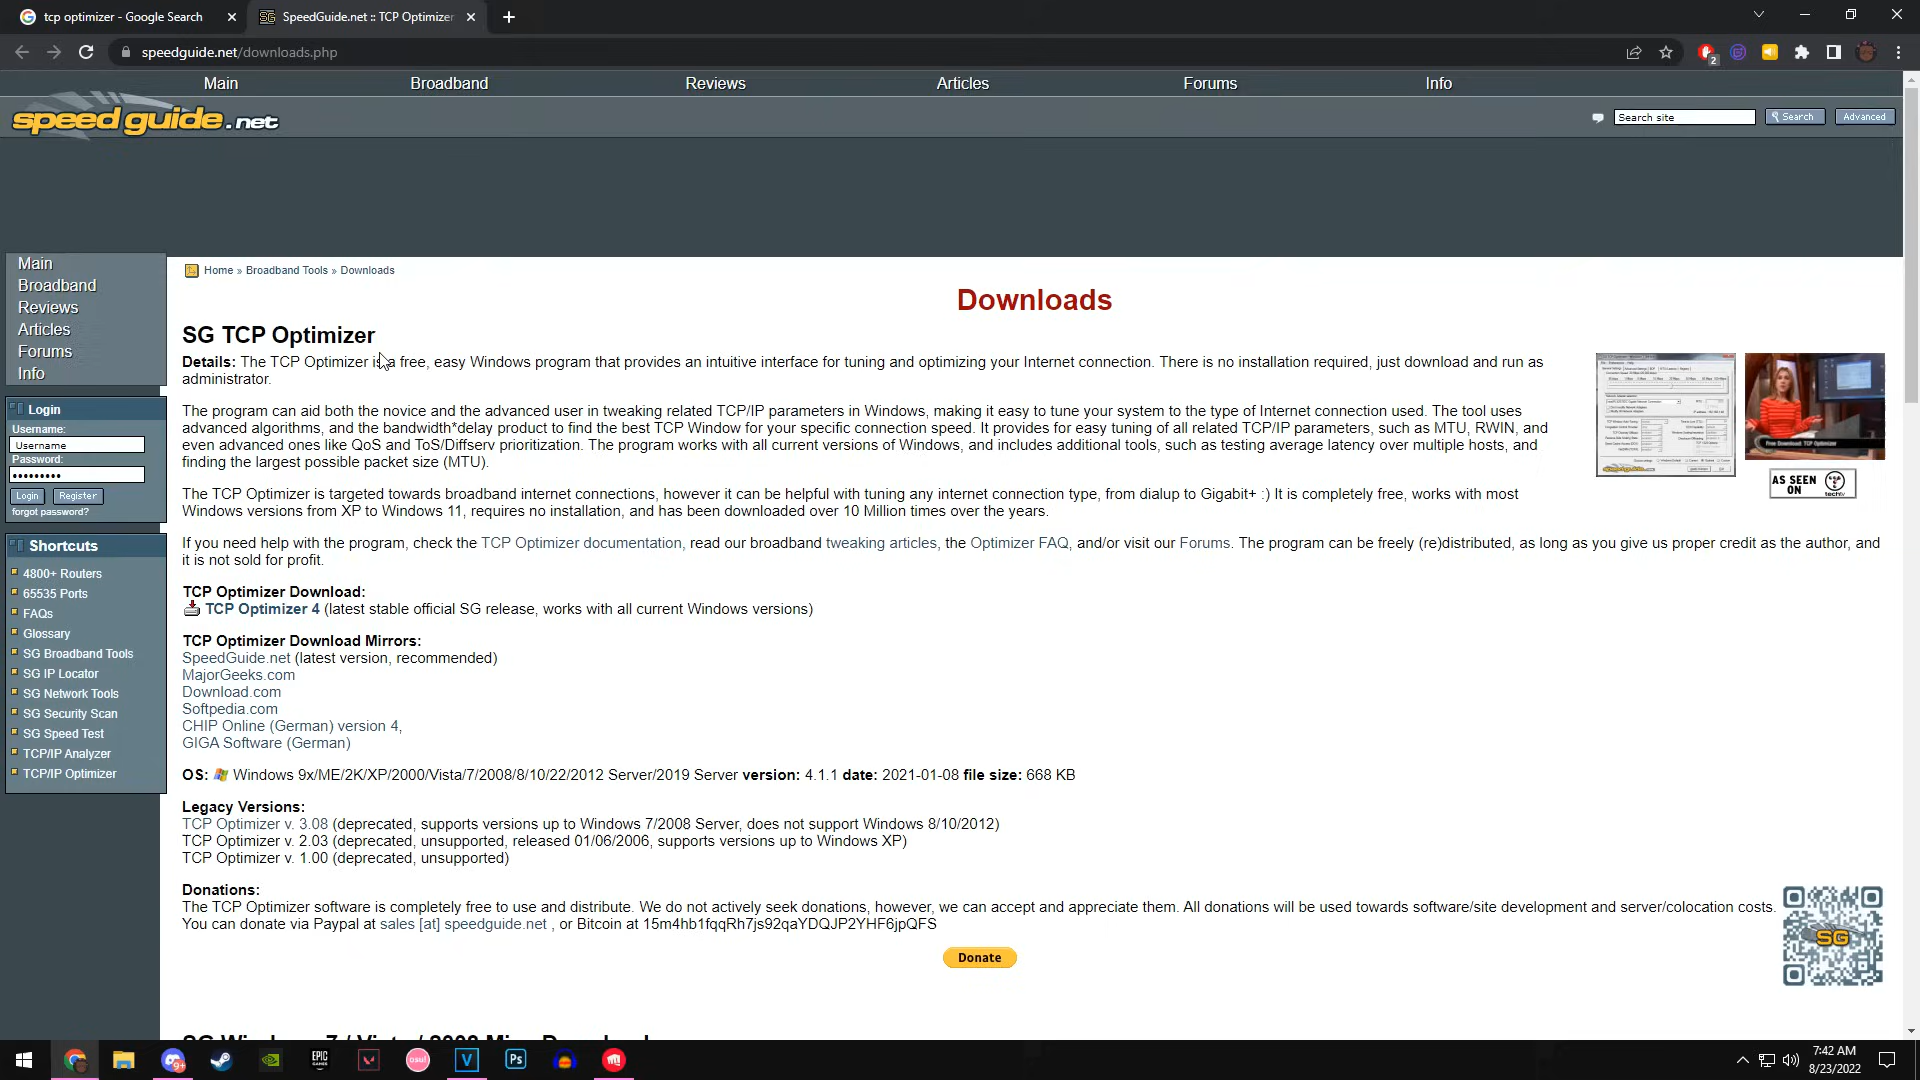 tcp optimizer - Google Search
SpeedGuide.net :: TCP Optimizer
speedguide.net/downloads.php
2
Main
Broadband
Reviews
Articles
Forums
Info
speed guide.net
Search site
Search
Advanced
Main
Broadband
Reviews
Articles
Forums
Info
Login
Username:
Username
Password:
Login
Register
forgot password?
Shortcuts
4800+ Routers
65535 Ports
FAQs
Glossary
SG Broadband Tools
SG IP Locator
SG Network Tools
SG Security Scan
SG Speed Test
TCP/IP Analyzer
TCP/IP Optimizer
Home » Broadband Tools » Downloads
Downloads
SG TCP Optimizer
Details: The TCP Optimizer is a free, easy Windows program that provides an intuitive interface for tuning and optimizing your Internet connection. There is no installation required, just download and run as
administrator.
The program can aid both the novice and the advanced user in tweaking related TCP/IP parameters in Windows, making it easy to tune your system to the type of Internet connection used. The tool uses
advanced algorithms, and the bandwidth*delay product to find the best TCP Window for your specific connection speed. It provides for easy tuning of all related TCP/IP parameters, such as MTU, RWIN, and
even advanced ones like QoS and ToS/Diffserv prioritization. The program works with all current versions of Windows, and includes additional tools, such as testing average latency over multiple hosts, and
finding the largest possible packet size (MTU).
The TCP Optimizer is targeted towards broadband internet connections, however it can be helpful with tuning any internet connection type, from dialup to Gigabit+ :) It is completely free, works with most
Windows versions from XP to Windows 11, requires no installation, and has been downloaded over 10 Million times over the years.
If you need help with the program, check the TCP Optimizer documentation, read our broadband tweaking articles, the Optimizer FAQ, and/or visit our Forums. The program can be freely (re)distributed, as long as you give us proper credit as the author, and
it is not sold for profit.
Free Download: TCP Optimizer
AS SEEN
ON
techtv
TCP Optimizer Download:
TCP Optimizer 4 (latest stable official SG release, works with all current Windows versions)
TCP Optimizer Download Mirrors:
SpeedGuide.net (latest version, recommended)
MajorGeeks.com
Download.com
Softpedia.com
CHIP Online (German) version 4,
GIGA Software (German)
OS: Windows 9x/ME/2K/XP/2000/Vista/7/2008/8/10/22/2012 Server/2019 Server version: 4.1.1 date: 2021-01-08 file size: 668 KB
Legacy Versions:
TCP Optimizer v. 3.08 (deprecated, supports versions up to Windows 7/2008 Server, does not support Windows 8/10/2012)
TCP Optimizer v. 2.03 (deprecated, unsupported, released 01/06/2006, supports versions up to Windows XP)
TCP Optimizer v. 1.00 (deprecated, unsupported)
Donations:
The TCP Optimizer software is completely free to use and distribute. We do not actively seek donations, however, we can accept and appreciate them. All donations will be used towards software/site development and server/colocation costs.
You can donate via Paypal at sales [at] speedguide.net , or Bitcoin at 15m4hb1fqqRh7js92qaYDQJP2YHF6jpQFS
SG
Donate
9+
EPIC
GAMES
osu!
V
Ps
7:42 AM
8/23/2022